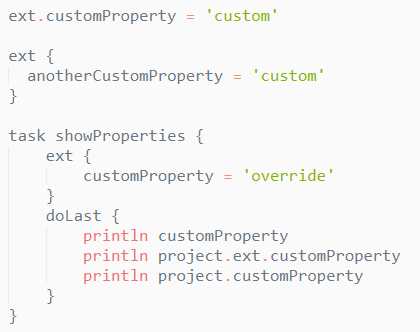 ext.customProperty = 'custom'

ext {
  anotherCustomProperty = 'custom'
}

task showProperties {
    ext {
        customProperty = 'override'
    }
    doLast {
        println customProperty
        println project.ext.customProperty
        println project.customProperty
    }
}